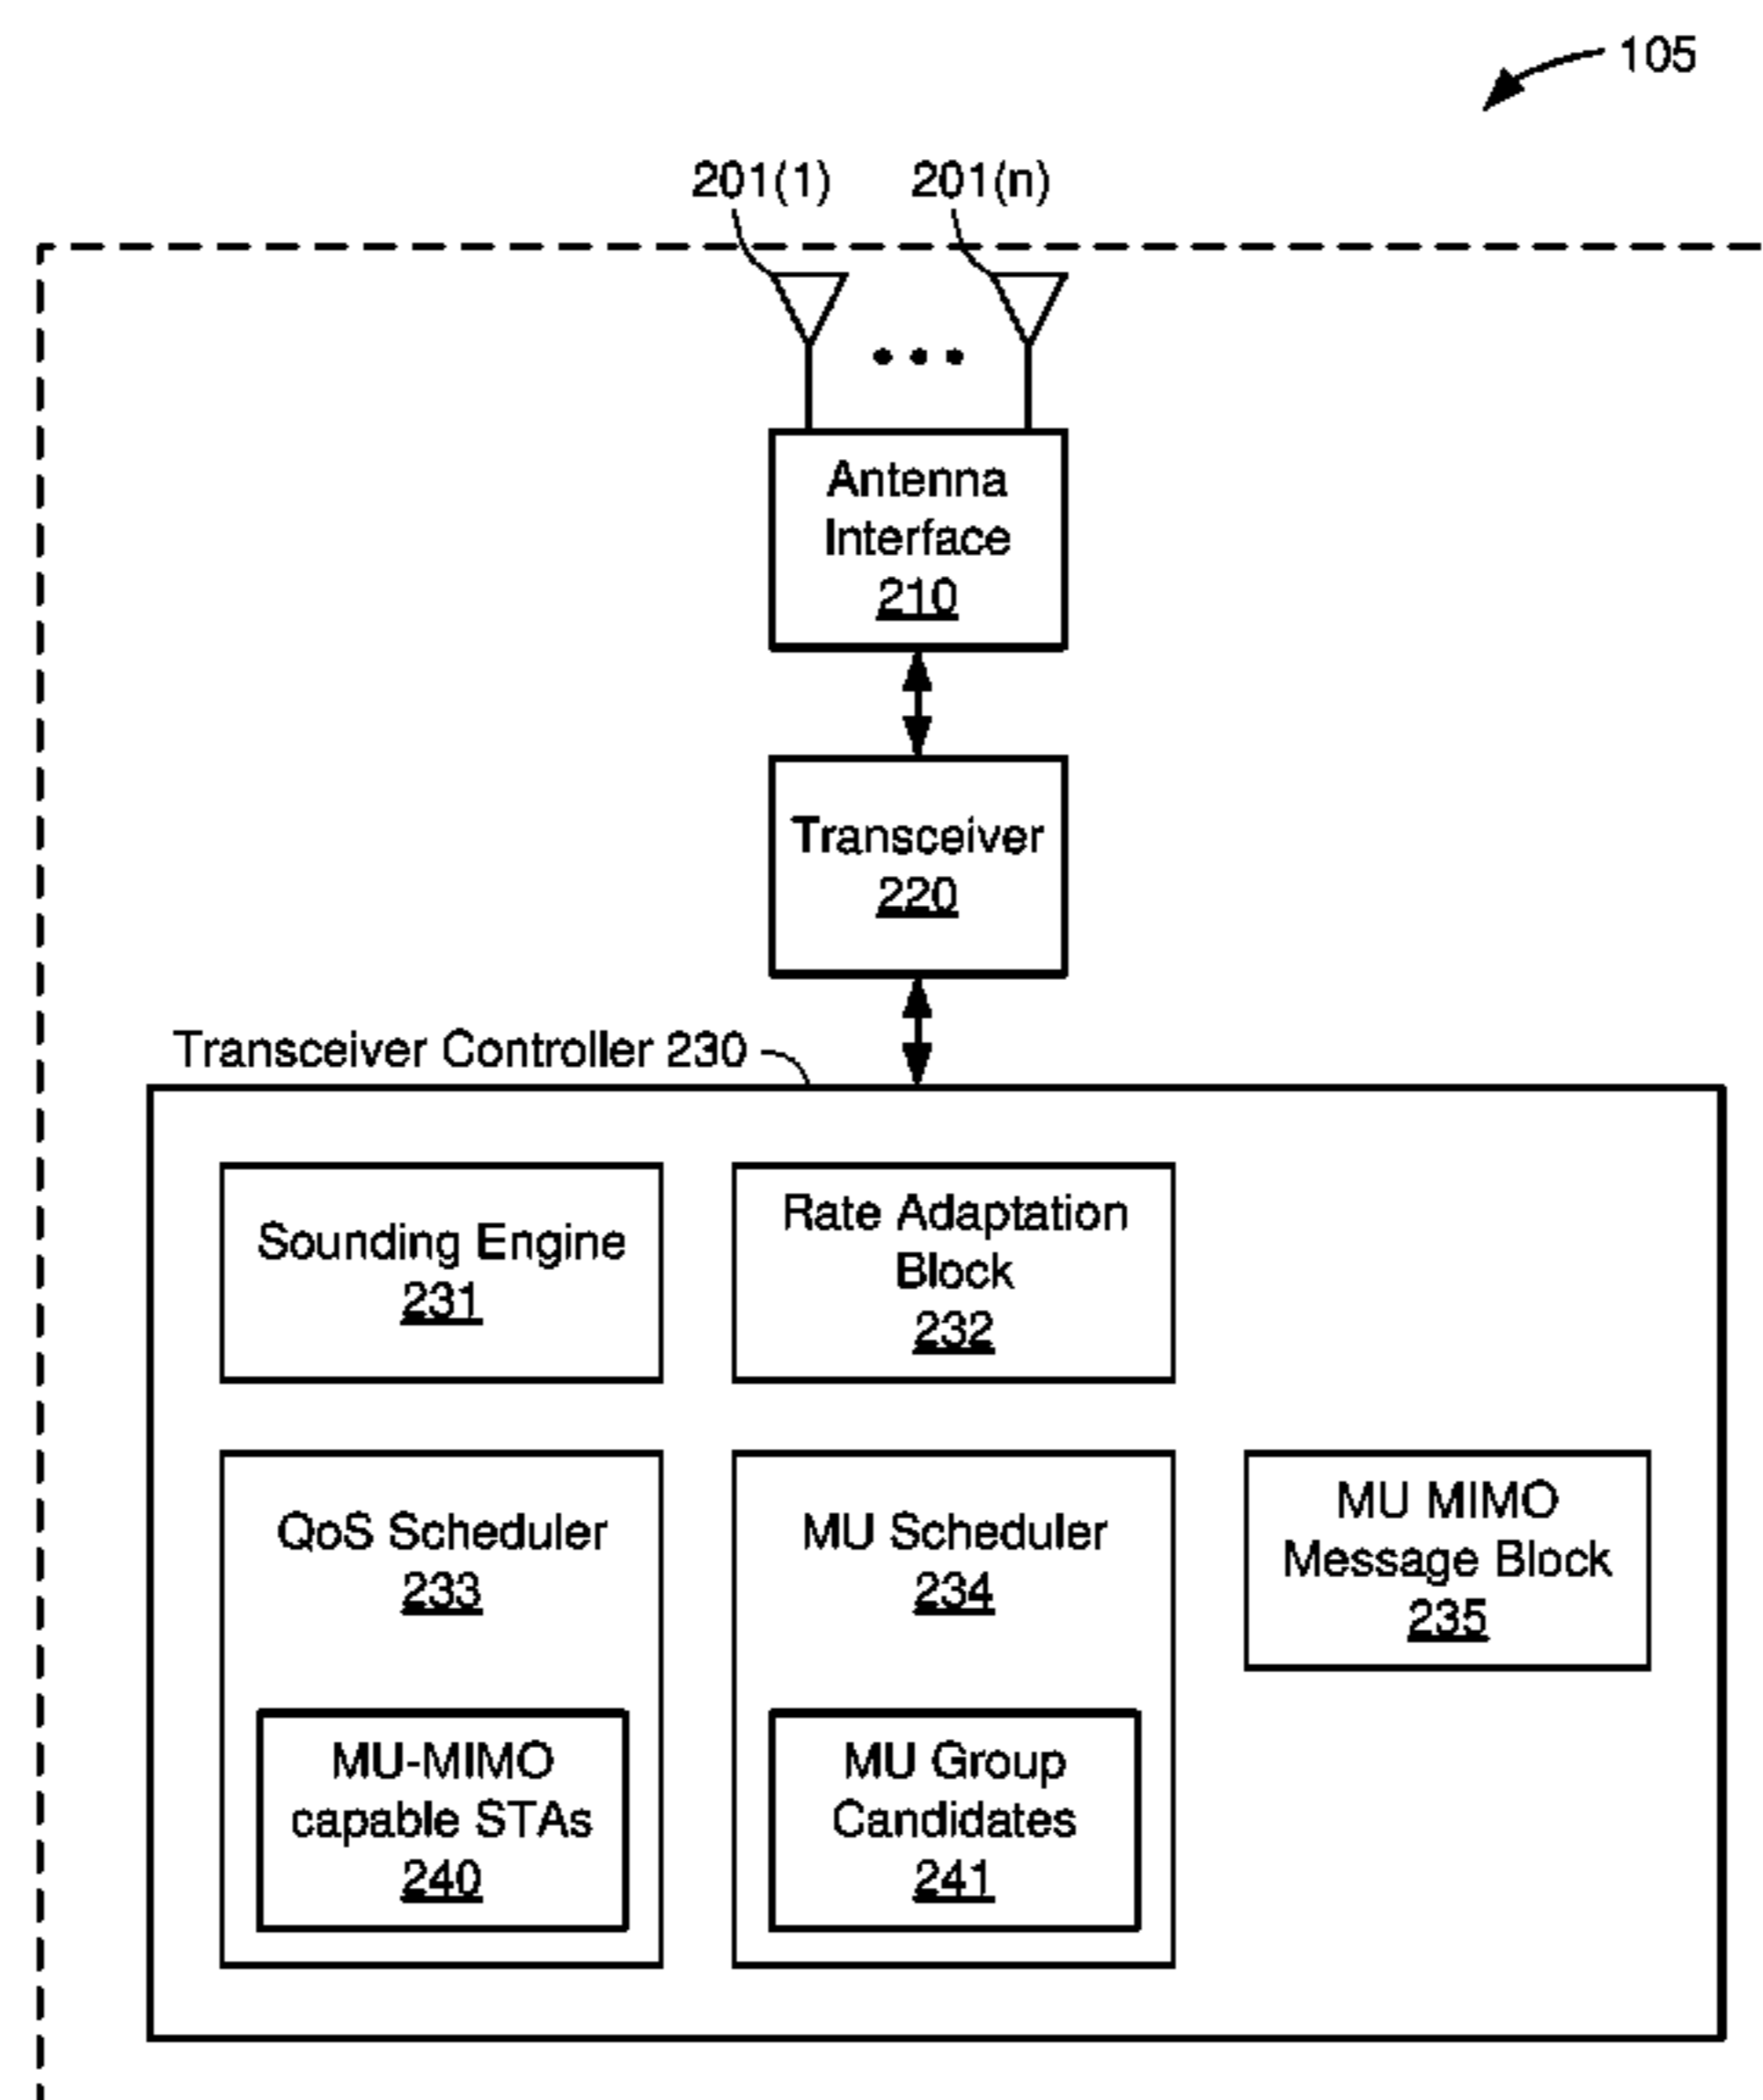 105
201(1)
201(n)
Antenna
Interface
210
Transceiver
220
Transceiver Controller 230
Sounding Engine
231
Rate Adaptation
Block
232
QoS Scheduler
233
MU-MIMO
capable STAs
240
MU Scheduler
234
MU Group
Candidates
241
MU MIMO
Message Block
235